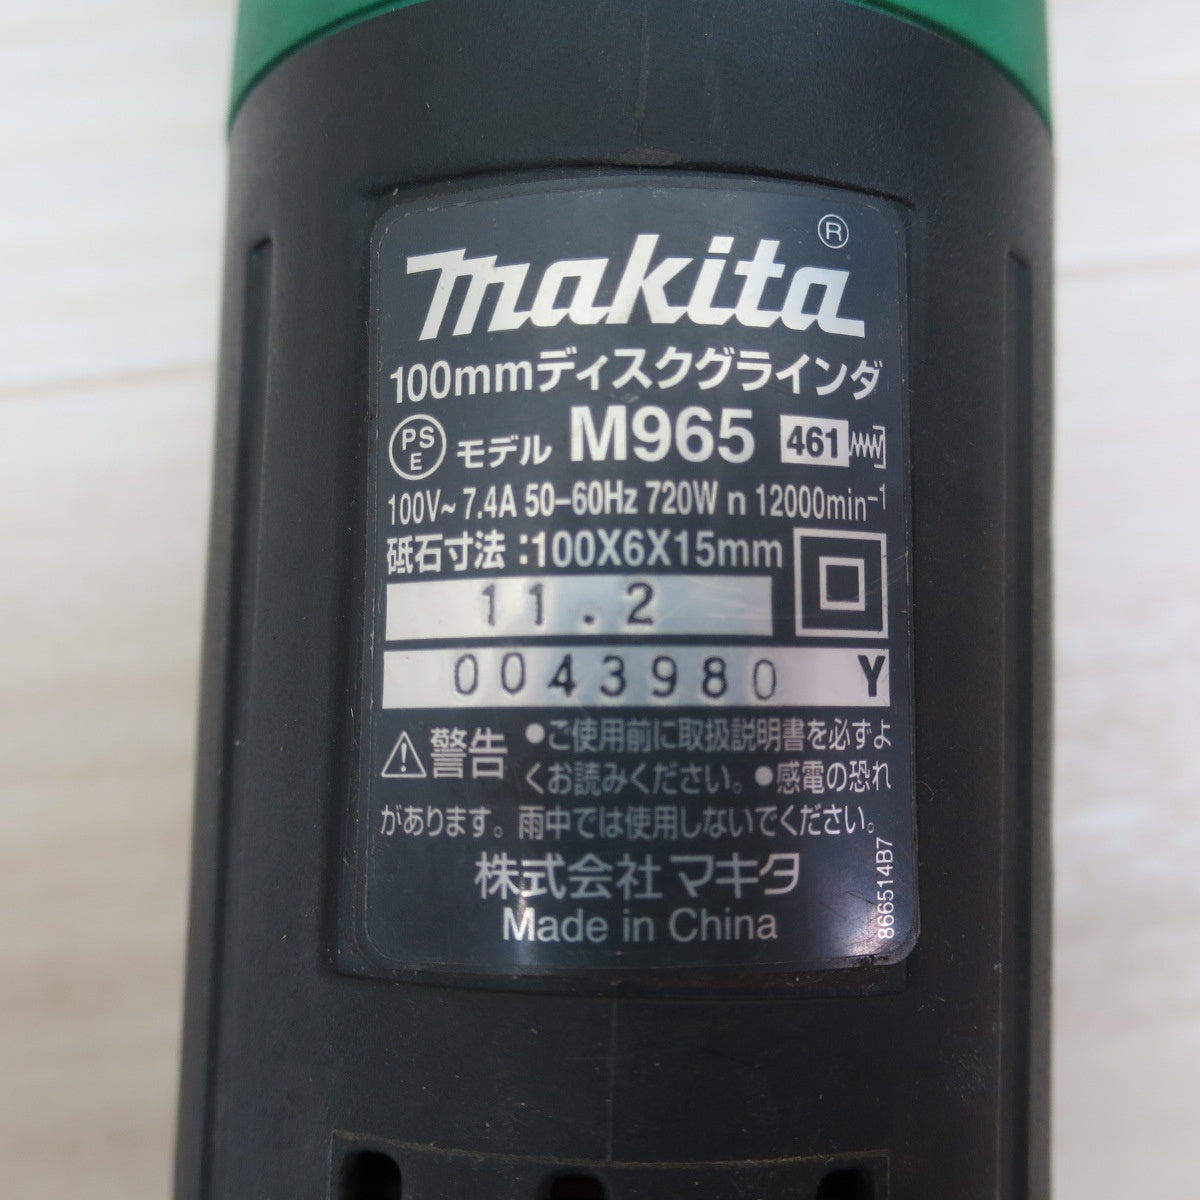 makita®
100mmディスクグラインダ
PSE モデル M965 461
100V~ 7.4A 50-60Hz 720W n 12000min⁻¹
砥石寸法:100X6X15mm
11.2
0043980 Y
⚠警告 ●ご使用前に取扱説明書を必ずよ
くお読みください。●感電の恐れ
があります。雨中では使用しないでください。
株式会社マキタ
Made in China
866514B7